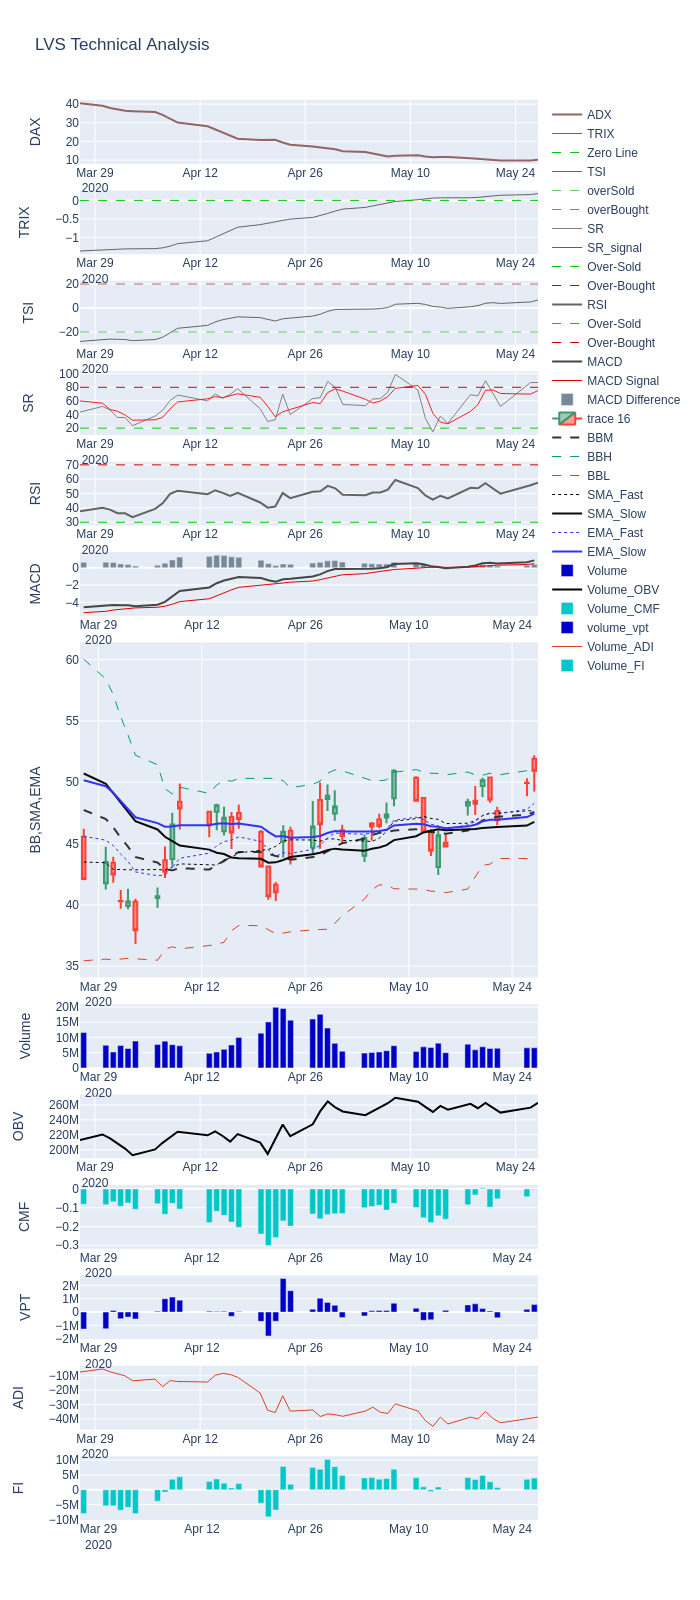 LVS Technical Analysis
DAX
40
30
20
10
Mar 29
2020
Apr 12
Apr 26
May 10
May 24
TRIX
0
−0.5
−1
Mar 29
2020
Apr 12
Apr 26
May 10
May 24
TSI
20
0
−20
Mar 29
2020
Apr 12
Apr 26
May 10
May 24
SR
100
80
60
40
20
Mar 29
2020
Apr 12
Apr 26
May 10
May 24
RSI
70
60
50
40
30
Mar 29
2020
Apr 12
Apr 26
May 10
May 24
MACD
0
−2
−4
Mar 29
2020
Apr 12
Apr 26
May 10
May 24
BB,SMA,EMA
60
55
50
45
40
35
Mar 29
2020
Apr 12
Apr 26
May 10
May 24
Volume
20M
15M
10M
5M
0
Mar 29
2020
Apr 12
Apr 26
May 10
May 24
OBV
260M
240M
220M
200M
Mar 29
2020
Apr 12
Apr 26
May 10
May 24
CMF
0
−0.1
−0.2
−0.3
Mar 29
2020
Apr 12
Apr 26
May 10
May 24
VPT
2M
1M
0
−1M
−2M
Mar 29
2020
Apr 12
Apr 26
May 10
May 24
ADI
−10M
−20M
−30M
−40M
Mar 29
2020
Apr 12
Apr 26
May 10
May 24
FI
10M
5M
0
−5M
−10M
Mar 29
2020
Apr 12
Apr 26
May 10
May 24
ADX
TRIX
Zero Line
TSI
overSold
overBought
SR
SR_signal
Over-Sold
Over-Bought
RSI
Over-Sold
Over-Bought
MACD
MACD Signal
MACD Difference
trace 16
BBM
BBH
BBL
SMA_Fast
SMA_Slow
EMA_Fast
EMA_Slow
Volume
Volume_OBV
Volume_CMF
volume_vpt
Volume_ADI
Volume_FI